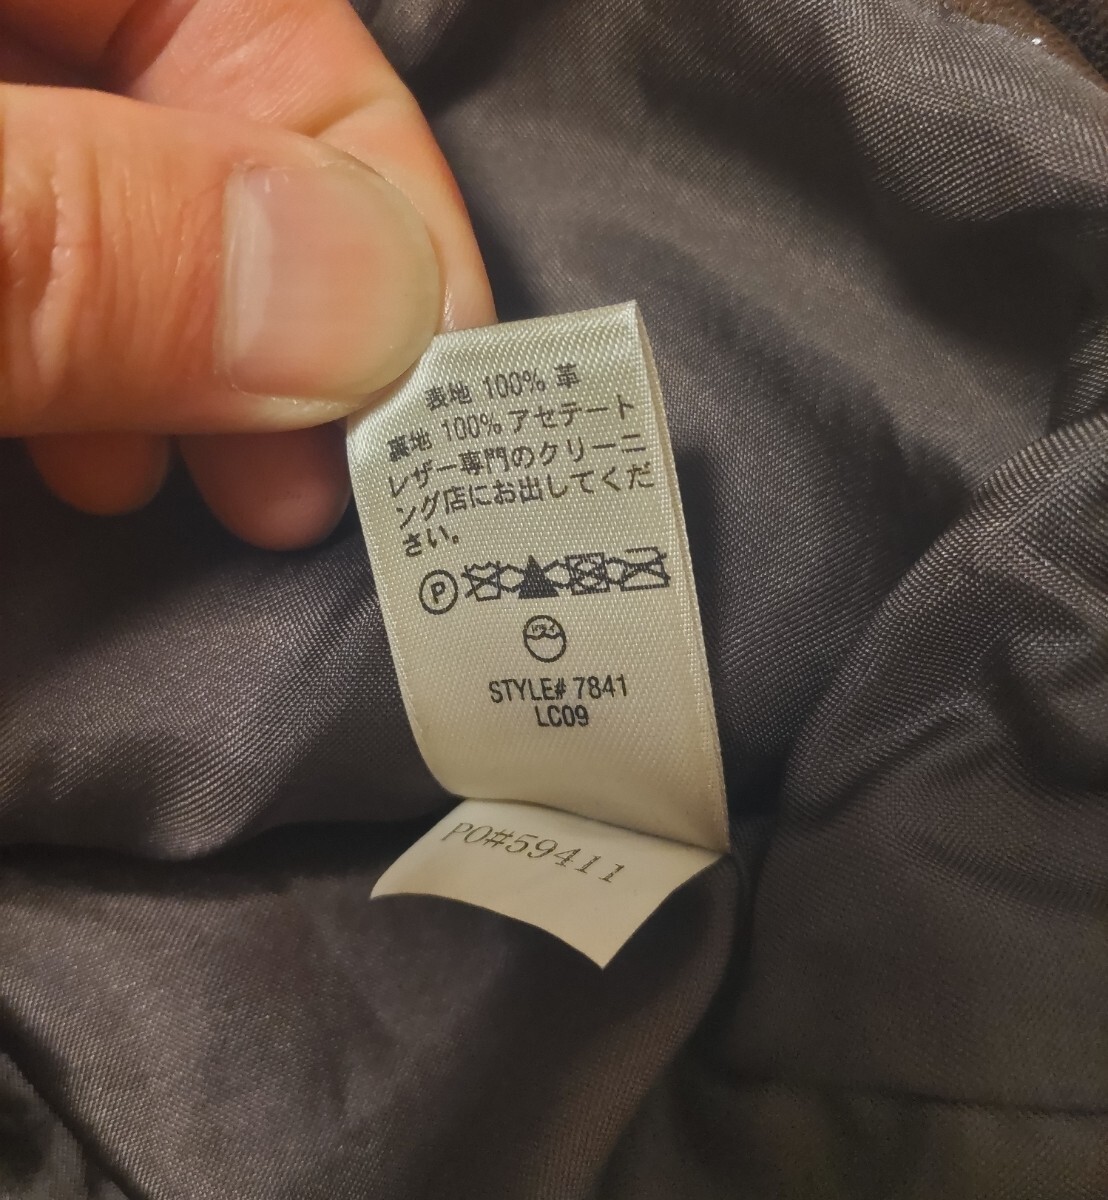 表地 100% 革
裏地 100% アセテート
レザー専門のクリーニ
ング店にお出してくだ
さい。
P
STYLE# 7841
LC09
PO#59411